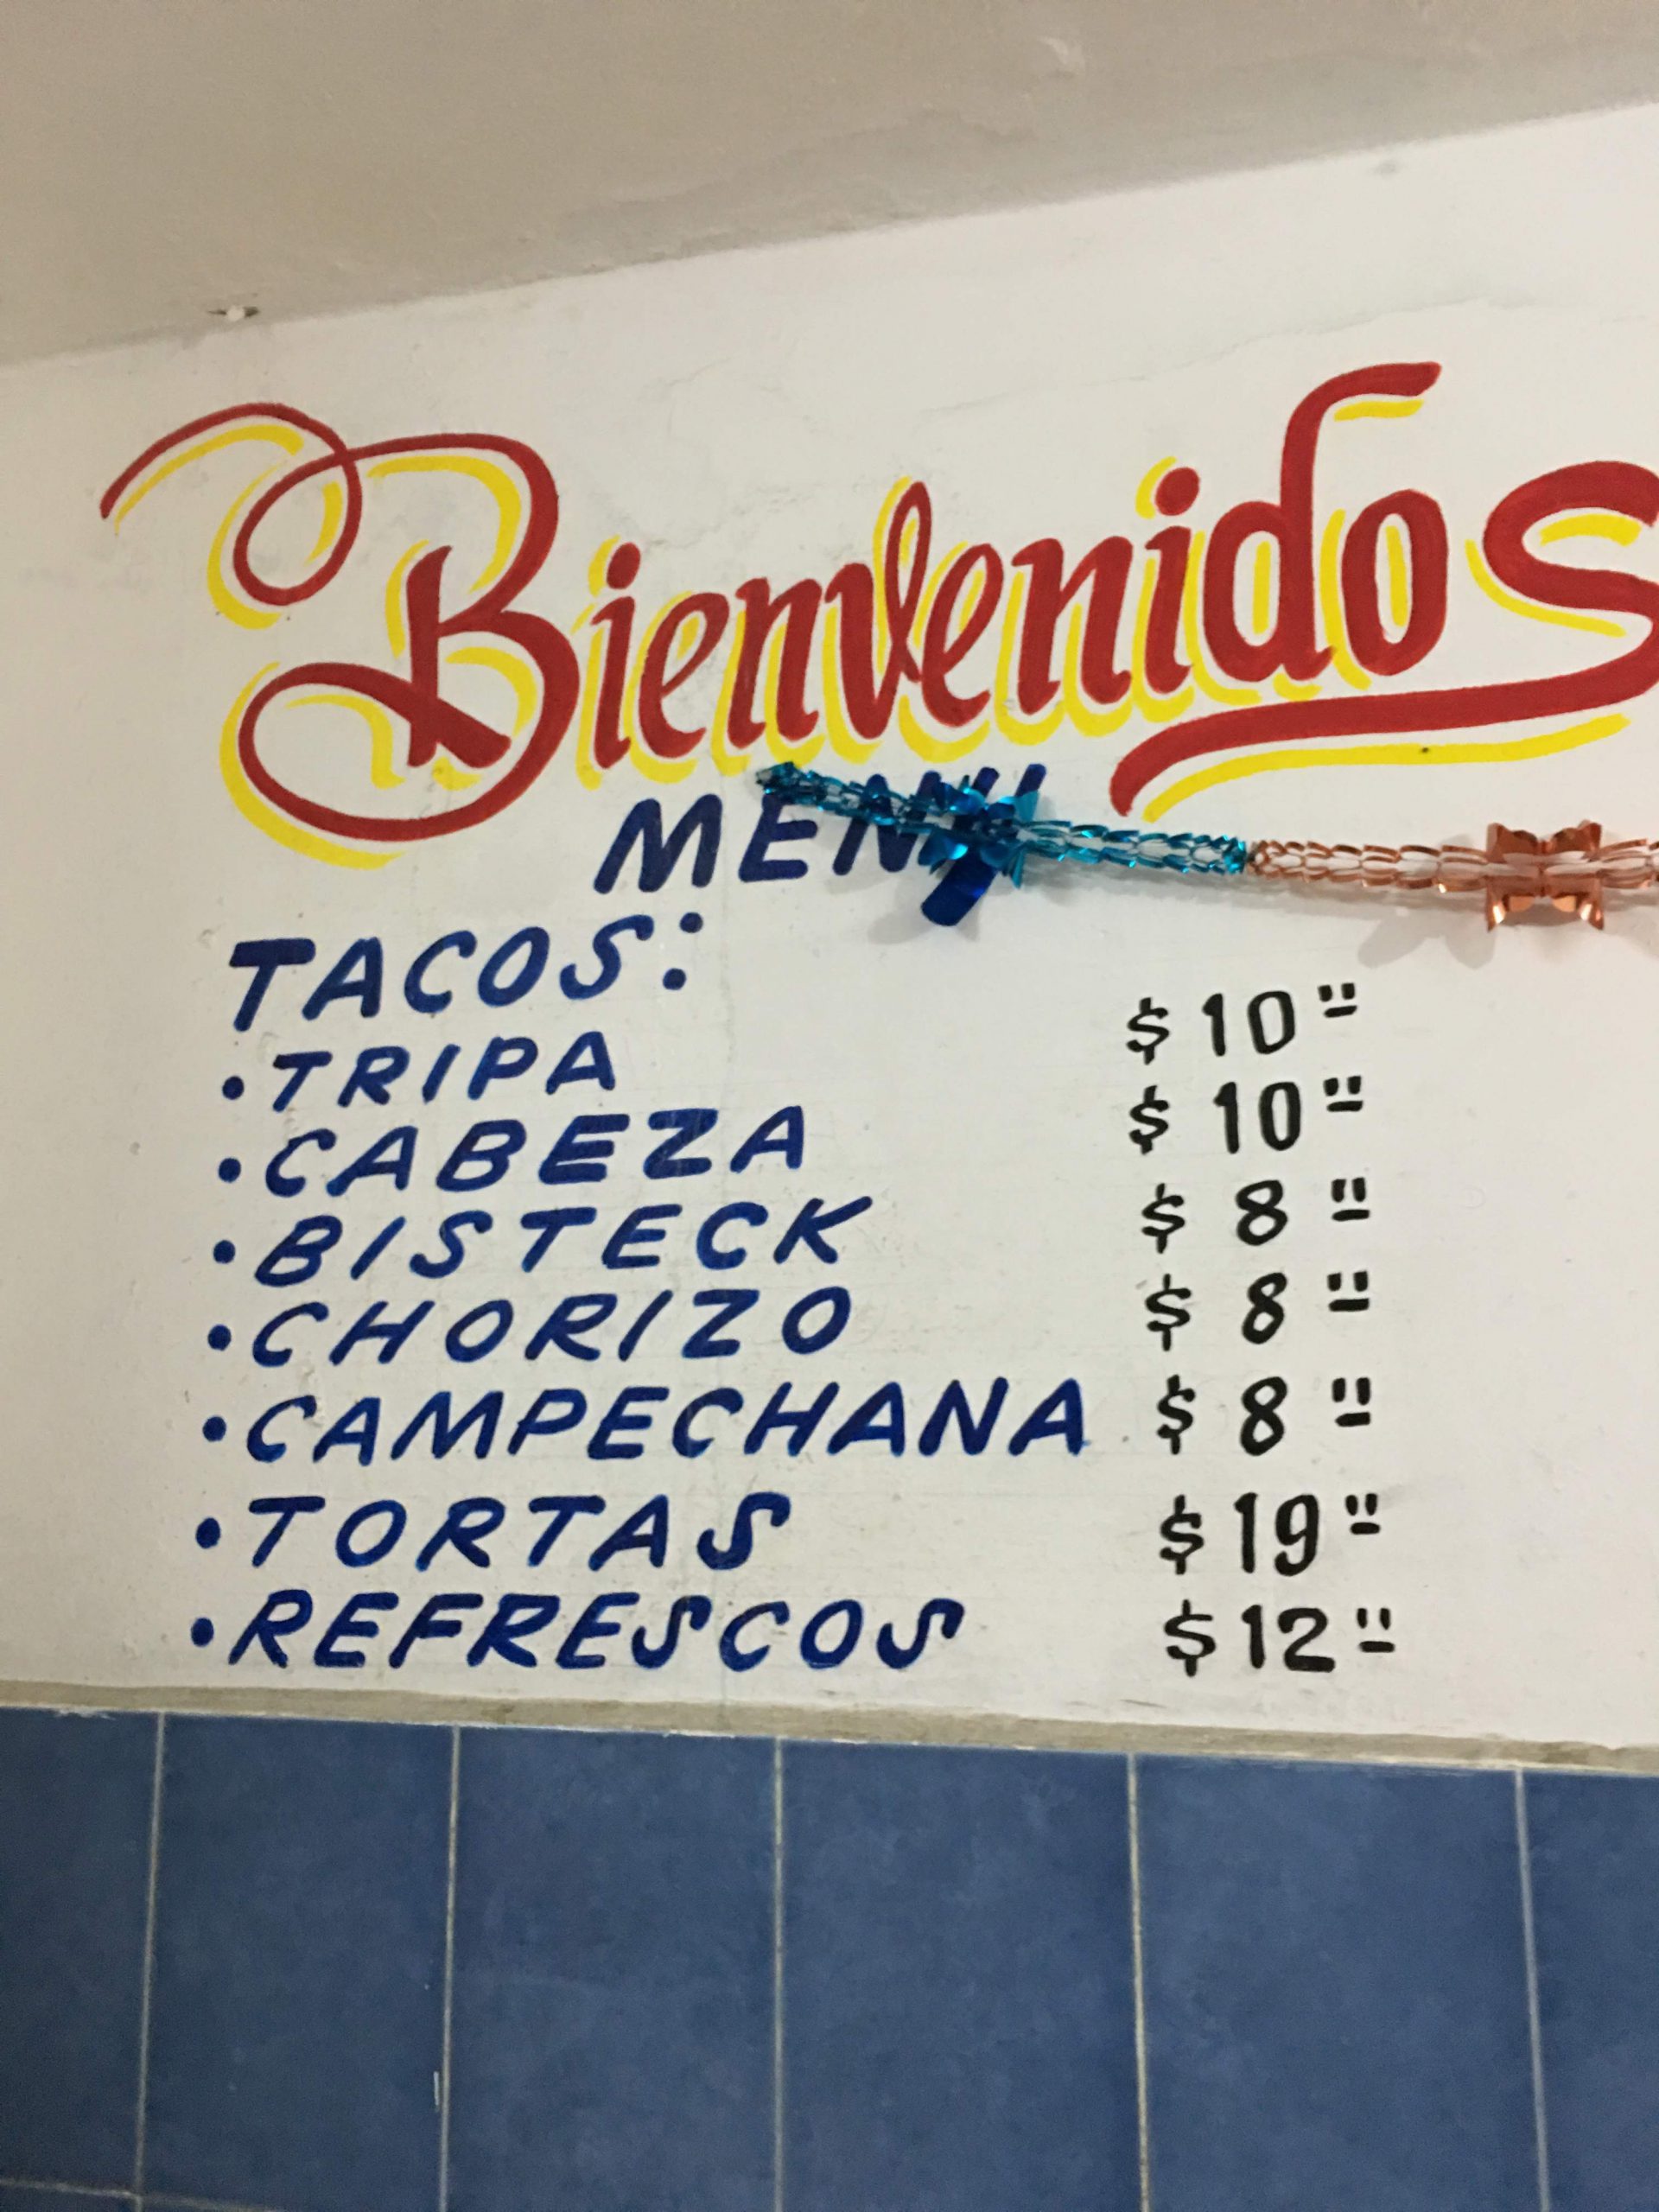 Bienvenidos
MENU
TACOS:
• TRIPA $10"
• CABEZA $10"
• BISTECK $8"
• CHORIZO $8"
• CAMPECHANA $8"
• TORTAS $19"
• REFRESCOS $12"